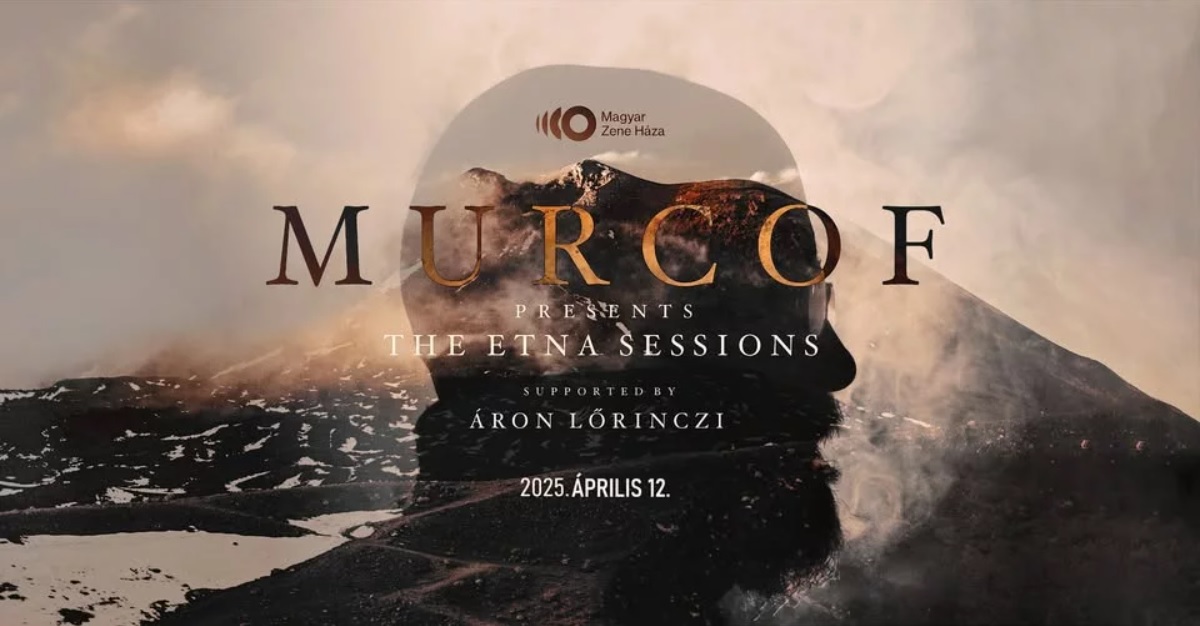 Magyar
Zene Háza
MURCOF
PRESENTS
THE ETNA SESSIONS
SUPPORTED BY
ÁRON LŐRINCZI
2025. ÁPRILIS 12.